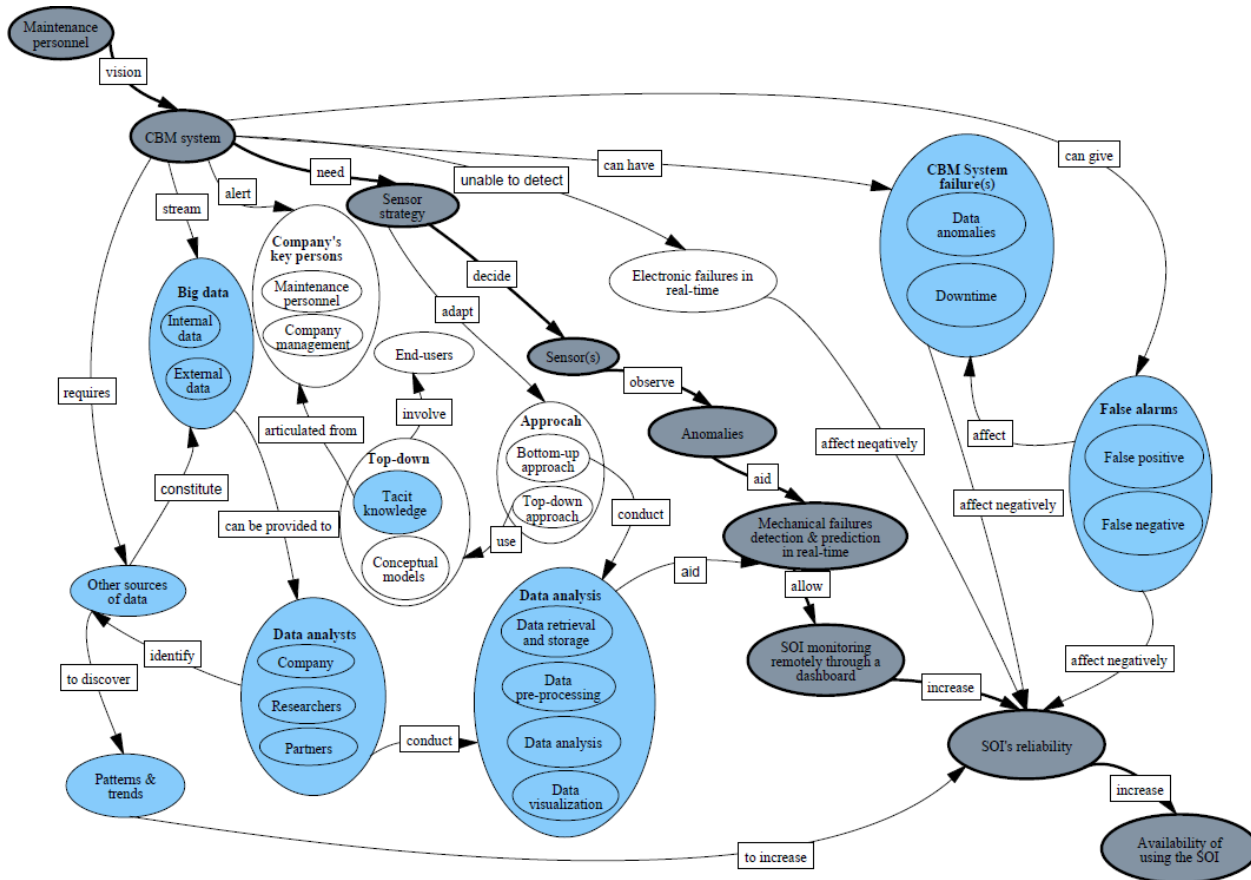 Maintenance
personnel
vision
CBM system
can have
can give
need
unable to detect
alert
stream
Sensor
strategy
CBM System
failure(s)
Data
anomalies
Downtime
Company's
key persons
Maintenance
personnel
Company
management
Electronic failures in
real-time
decide
adapt
Big data
Internal
data
External
data
End-users
Sensor(s)
observe
requires
involve
articulated from
Approcah
Bottom-up
approach
Top-down
approach
Anomalies
affect neqatively
affect
False alarms
False positive
False negative
Top-down
Tacit
knowledge
Conceptual
models
constitute
can be provided to
use
conduct
aid
affect negatively
Mechanical failures
detection & prediction
in real-time
Other sources
of data
aid
allow
Data analysis
Data retrieval
and storage
Data
pre-processing
Data analysis
Data
visualization
Data analysts
Company
Researchers
Partners
identify
to discover
SOI monitoring
remotely through a
dashboard
affect negatively
increase
conduct
SOI's reliability
Patterns &
trends
increase
to increase
Availability of
using the SOI